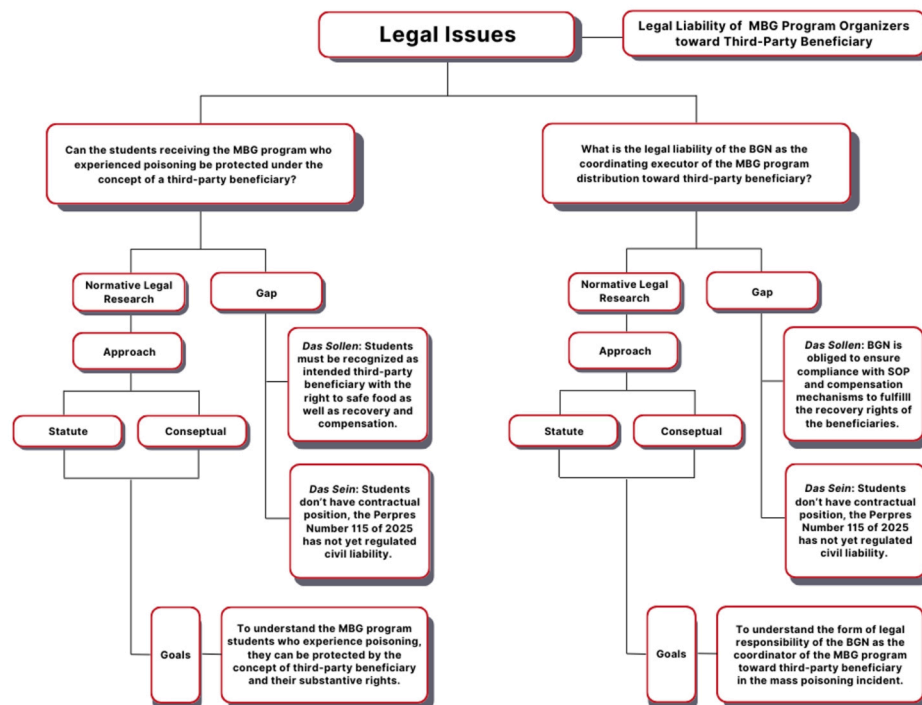 Legal Issues
Legal Liability of MBG Program Organizers
toward Third-Party Beneficiary
Can the students receiving the MBG program who
experienced poisoning be protected under the
concept of a third-party beneficiary?
What is the legal liability of the BGN as the
coordinating executor of the MBG program
distribution toward third-party beneficiary?
Normative Legal
Research
Gap
Approach
Das Sollen: Students
must be recognized as
intended third-party
beneficiary with the
right to safe food as
well as recovery and
compensation.
Statute
Conseptual
Das Sein: Students
don't have contractual
position, the Perpres
Number 115 of 2025
has not yet regulated
civil liability.
Goals
To understand the MBG program
students who experience poisoning,
they can be protected by the
concept of third-party beneficiary
and their substantive rights.
Normative Legal
Research
Gap
Approach
Das Sollen: BGN is
obliged to ensure
compliance with SOP
and compensation
mechanisms to fulfilll
the recovery rights of
the beneficiaries.
Statute
Conseptual
Das Sein: Students
don't have contractual
position, the Perpres
Number 115 of 2025
has not yet regulated
civil liability.
Goals
To understand the form of legal
responsibility of the BGN as the
coordinator of the MBG program
toward third-party beneficiary
in the mass poisoning incident.